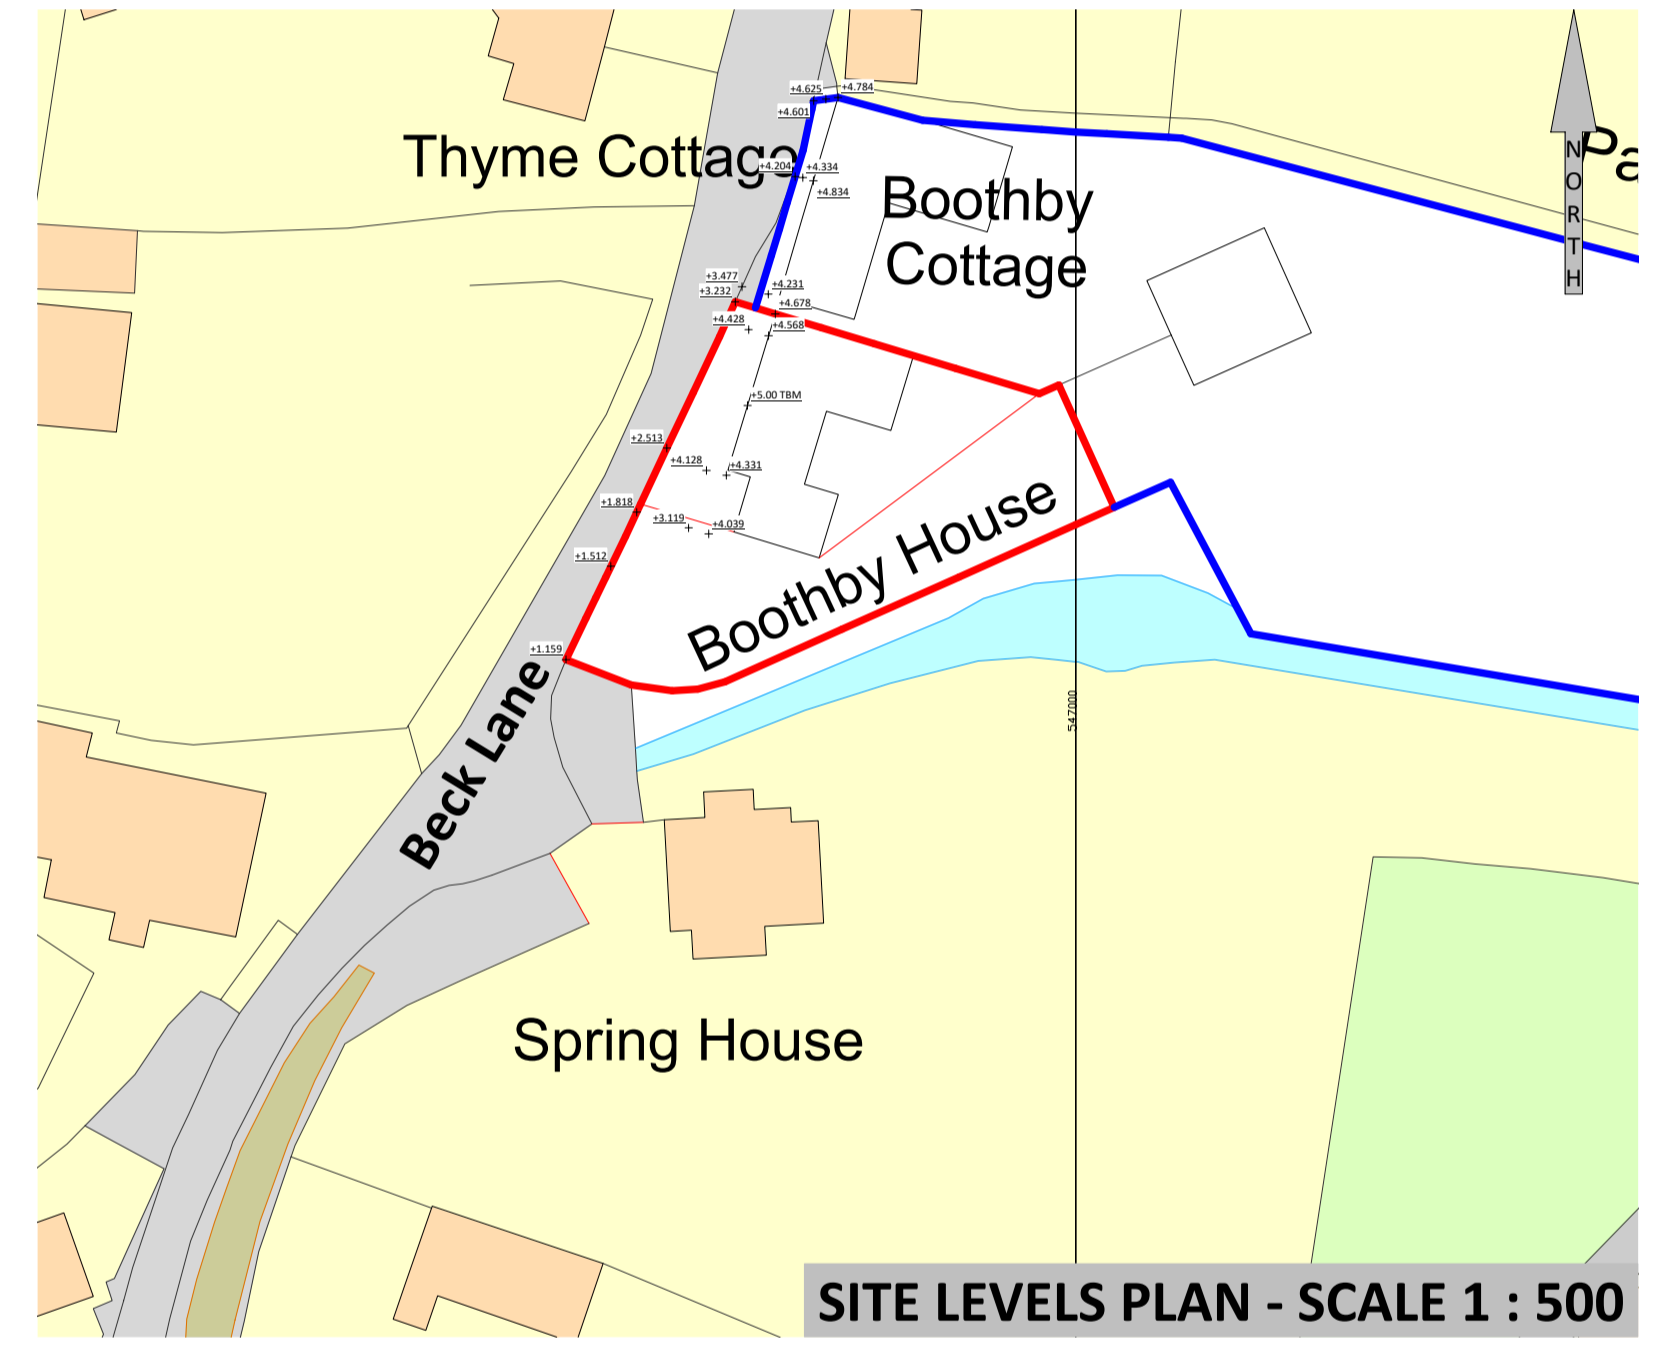 +4.625
+4.784
+4.601
Thyme Cottage
+4.204
+4.334
+4.834
Boothby
Cottage
NORTH
Pa
+3.477
+3.232
+4.231
+4.678
+4.428
+4.568
+5.00 TBM
+2.513
+4.128
+4.331
+1.818
+3.119
+4.039
+1.512
Boothby House
+1.159
Beck Lane
547000
Spring House
SITE LEVELS PLAN - SCALE 1 : 500